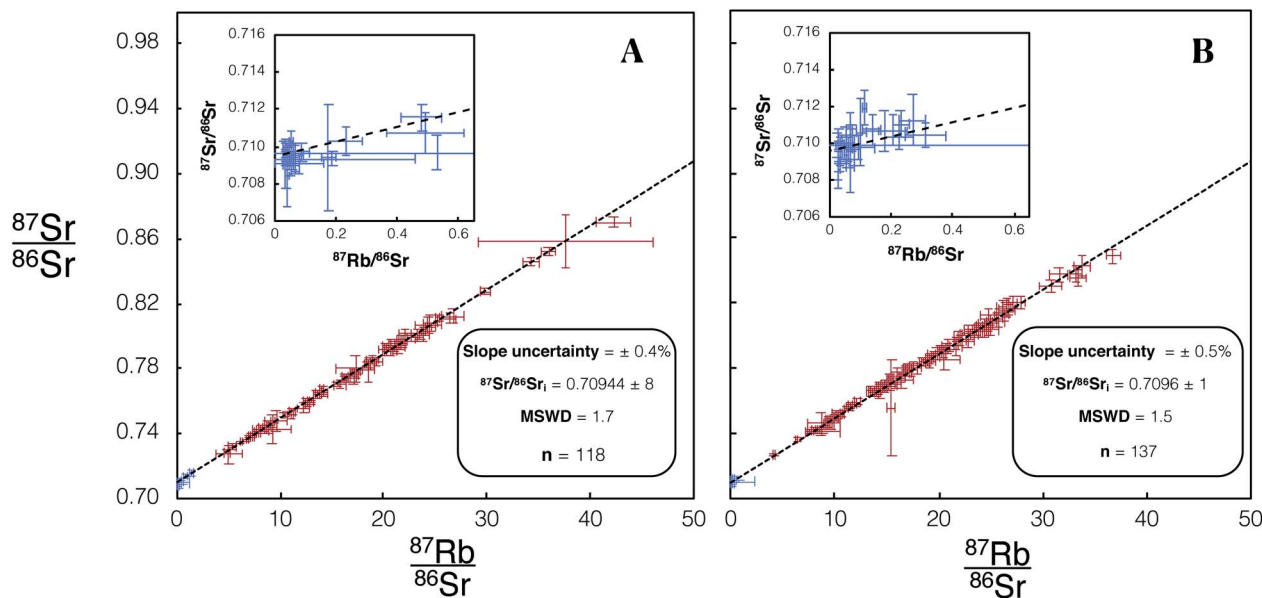 A
0.98
0.94
0.90
0.86
0.82
0.78
0.74
0.70
87Sr
86Sr
0.716
0.714
0.712
0.710
0.708
0.706
87Sr/86Sr
0 0.2 0.4 0.6
87Rb/86Sr
Slope uncertainty = ± 0.4%
87Sr/86Sri = 0.70944 ± 8
MSWD = 1.7
n = 118
0 10 20 30 40 50
87Rb
86Sr
B
0.716
0.714
0.712
0.710
0.708
0.706
87Sr/86Sr
0 0.2 0.4 0.6
87Rb/86Sr
Slope uncertainty = ± 0.5%
87Sr/86Sri = 0.7096 ± 1
MSWD = 1.5
n = 137
0 10 20 30 40 50
87Rb
86Sr